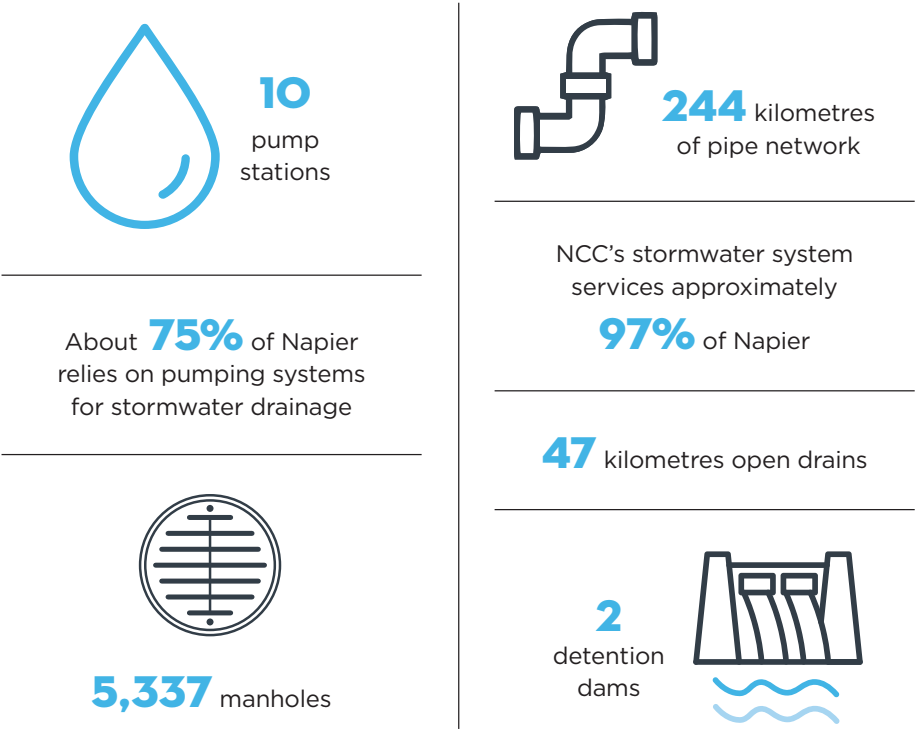 10
pump
stations
About 75% of Napier
relies on pumping systems
for stormwater drainage
5,337 manholes
244 kilometres
of pipe network
NCC’s stormwater system
services approximately
97% of Napier
47 kilometres open drains
2
detention
dams